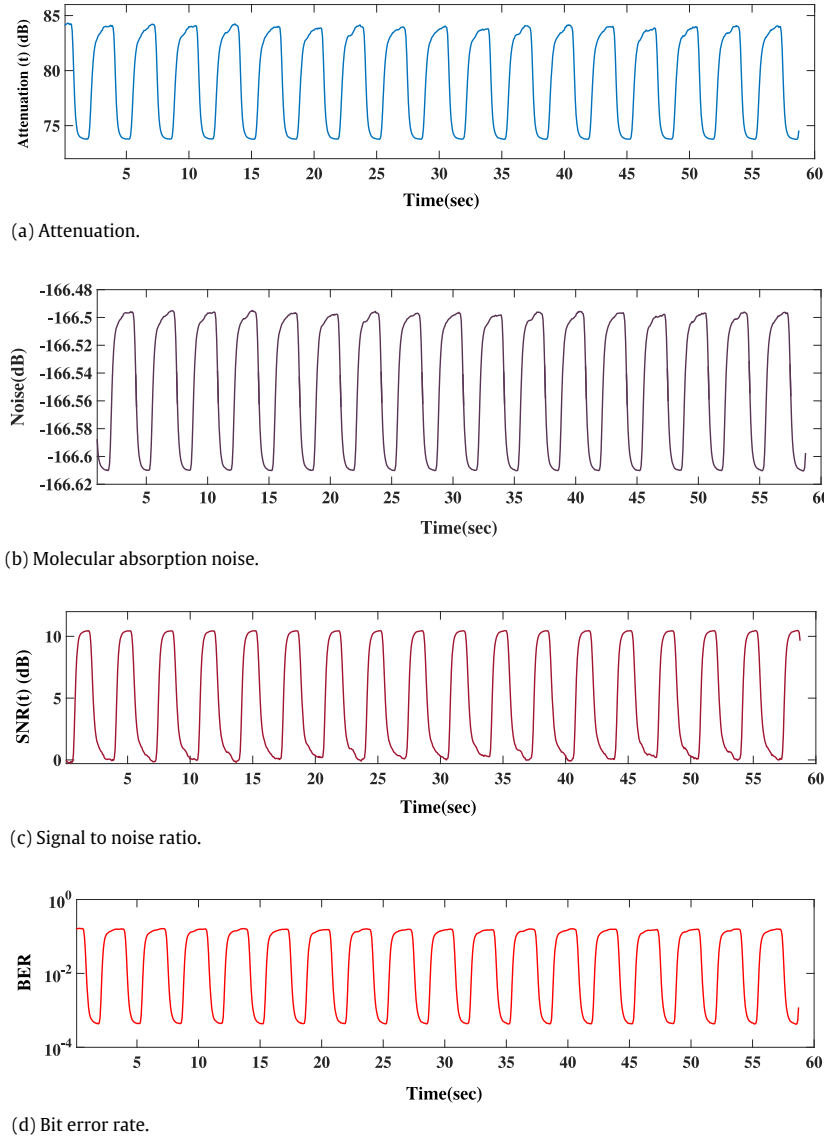 85
80
75
Attenuation (t) (dB)
5 10 15 20 25 30 35 40 45 50 55 60
Time(sec)
(a) Attenuation.
-166.48
-166.5
-166.52
-166.54
-166.56
-166.58
-166.6
-166.62
Noise(dB)
5 10 15 20 25 30 35 40 45 50 55 60
Time(sec)
(b) Molecular absorption noise.
10
5
0
SNR(t) (dB)
5 10 15 20 25 30 35 40 45 50 55 60
Time(sec)
(c) Signal to noise ratio.
10^0
10^-2
10^-4
BER
5 10 15 20 25 30 35 40 45 50 55 60
Time(sec)
(d) Bit error rate.